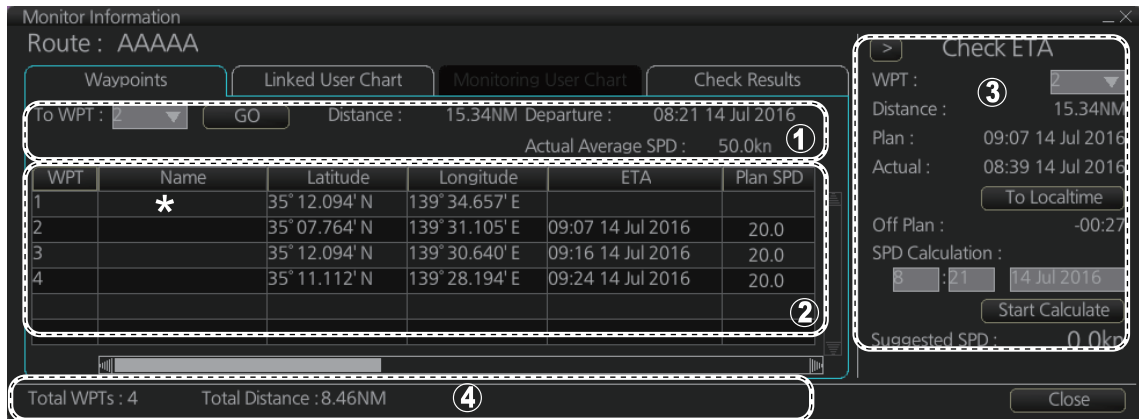 Monitor Information
Route : AAAAA
Waypoints Linked User Chart Monitoring User Chart Check Results
To WPT : 2 GO Distance : 15.34NM Departure : 08:21 14 Jul 2016
Actual Average SPD : 50.0kn 1
WPT Name Latitude Longitude ETA Plan SPD
1 * 35° 12.094' N 139° 34.657' E
2 35° 07.764' N 139° 31.105' E 09:07 14 Jul 2016 20.0
3 35° 12.094' N 139° 30.640' E 09:16 14 Jul 2016 20.0
4 35° 11.112' N 139° 28.194' E 09:24 14 Jul 2016 20.0
2
> Check ETA
WPT : 2
3
Distance : 15.34NM
Plan : 09:07 14 Jul 2016
Actual : 08:39 14 Jul 2016
To Localtime
Off Plan : -00:27
SPD Calculation :
8 :21 14 Jul 2016
Start Calculate
Suggested SPD : 0.0kn
Total WPTs : 4 Total Distance : 8.46NM 4
Close